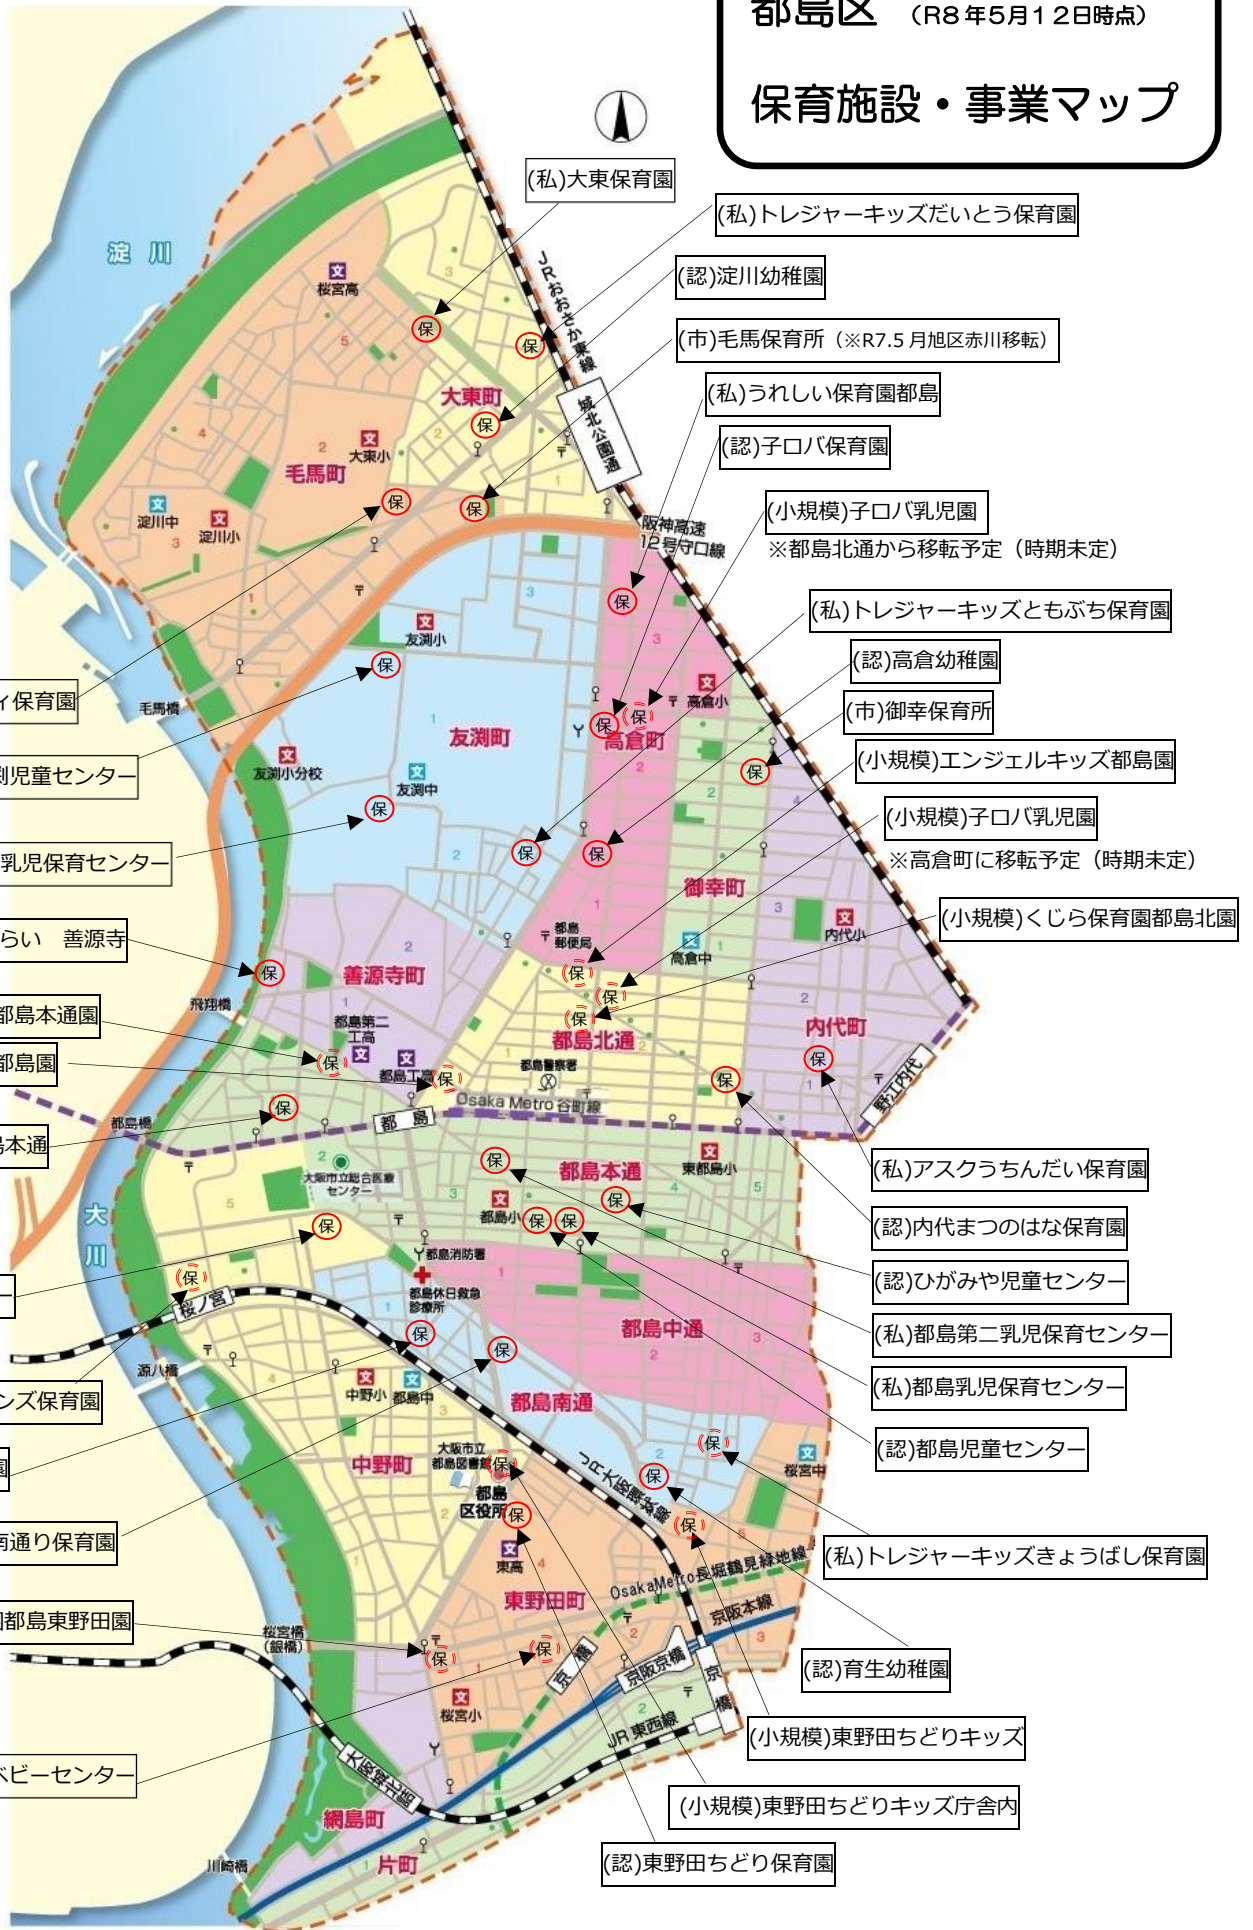 都島区 （R8年5月12日時点）
保育施設・事業マップ
(私)大東保育園
(私)トレジャーキッズだいとう保育園
(認)淀川幼稚園
(市)毛馬保育所（※R7.5月旭区赤川移転）
(私)うれしい保育園都島
(認)子ロバ保育園
(小規模)子ロバ乳児園
※都島北通から移転予定（時期未定）
(私)トレジャーキッズともぶち保育園
(認)高倉幼稚園
(市)御幸保育所
(小規模)エンジェルキッズ都島園
(小規模)子ロバ乳児園
※高倉町に移転予定（時期未定）
(小規模)くじら保育園都島北園
(私)アスクうちんだい保育園
(認)内代まつのはな保育園
(認)ひがみや児童センター
(私)都島第二乳児保育センター
(私)都島乳児保育センター
(認)都島児童センター
(私)トレジャーキッズきょうばし保育園
(認)育生幼稚園
(小規模)東野田ちどりキッズ
(小規模)東野田ちどりキッズ庁舎内
(認)東野田ちどり保育園
ィ保育園
児童センター
乳児保育センター
らい 善源寺
都島本通園
都島園
本通
ー
ンズ保育園
園
南通り保育園
都島東野田園
ベビーセンター
淀川
桜宮高
JRおおさか東線
城北公園通
大東町
大東小
毛馬町
淀川中
淀川小
阪神高速
12号守口線
友渕小
毛馬橋
友渕町
友渕小分校
友渕中
高倉小
高倉町
御幸町
内代小
都島
郵便局
高倉中
善源寺町
飛翔橋
都島第二
工高
都島工高
都島北通
内代町
都島警察署
野江内代
Osaka Metro 谷町線
都島
都島橋
大川
大阪市立総合医療
センター
都島本通
東都島小
都島小
都島消防署
都島休日救急
診療所
桜ノ宮
都島中通
源八橋
中野小
都島中
都島南通
中野町
大阪市立
都島図書館
都島
区役所
JR大阪環状線
桜宮中
東高
東野田町
OsakaMetro長堀鶴見緑地線
京阪本線
桜宮橋
（銀橋）
京橋
京阪京橋
京橋
桜宮小
JR東西線
大阪城北詰
網島町
片町
川崎橋